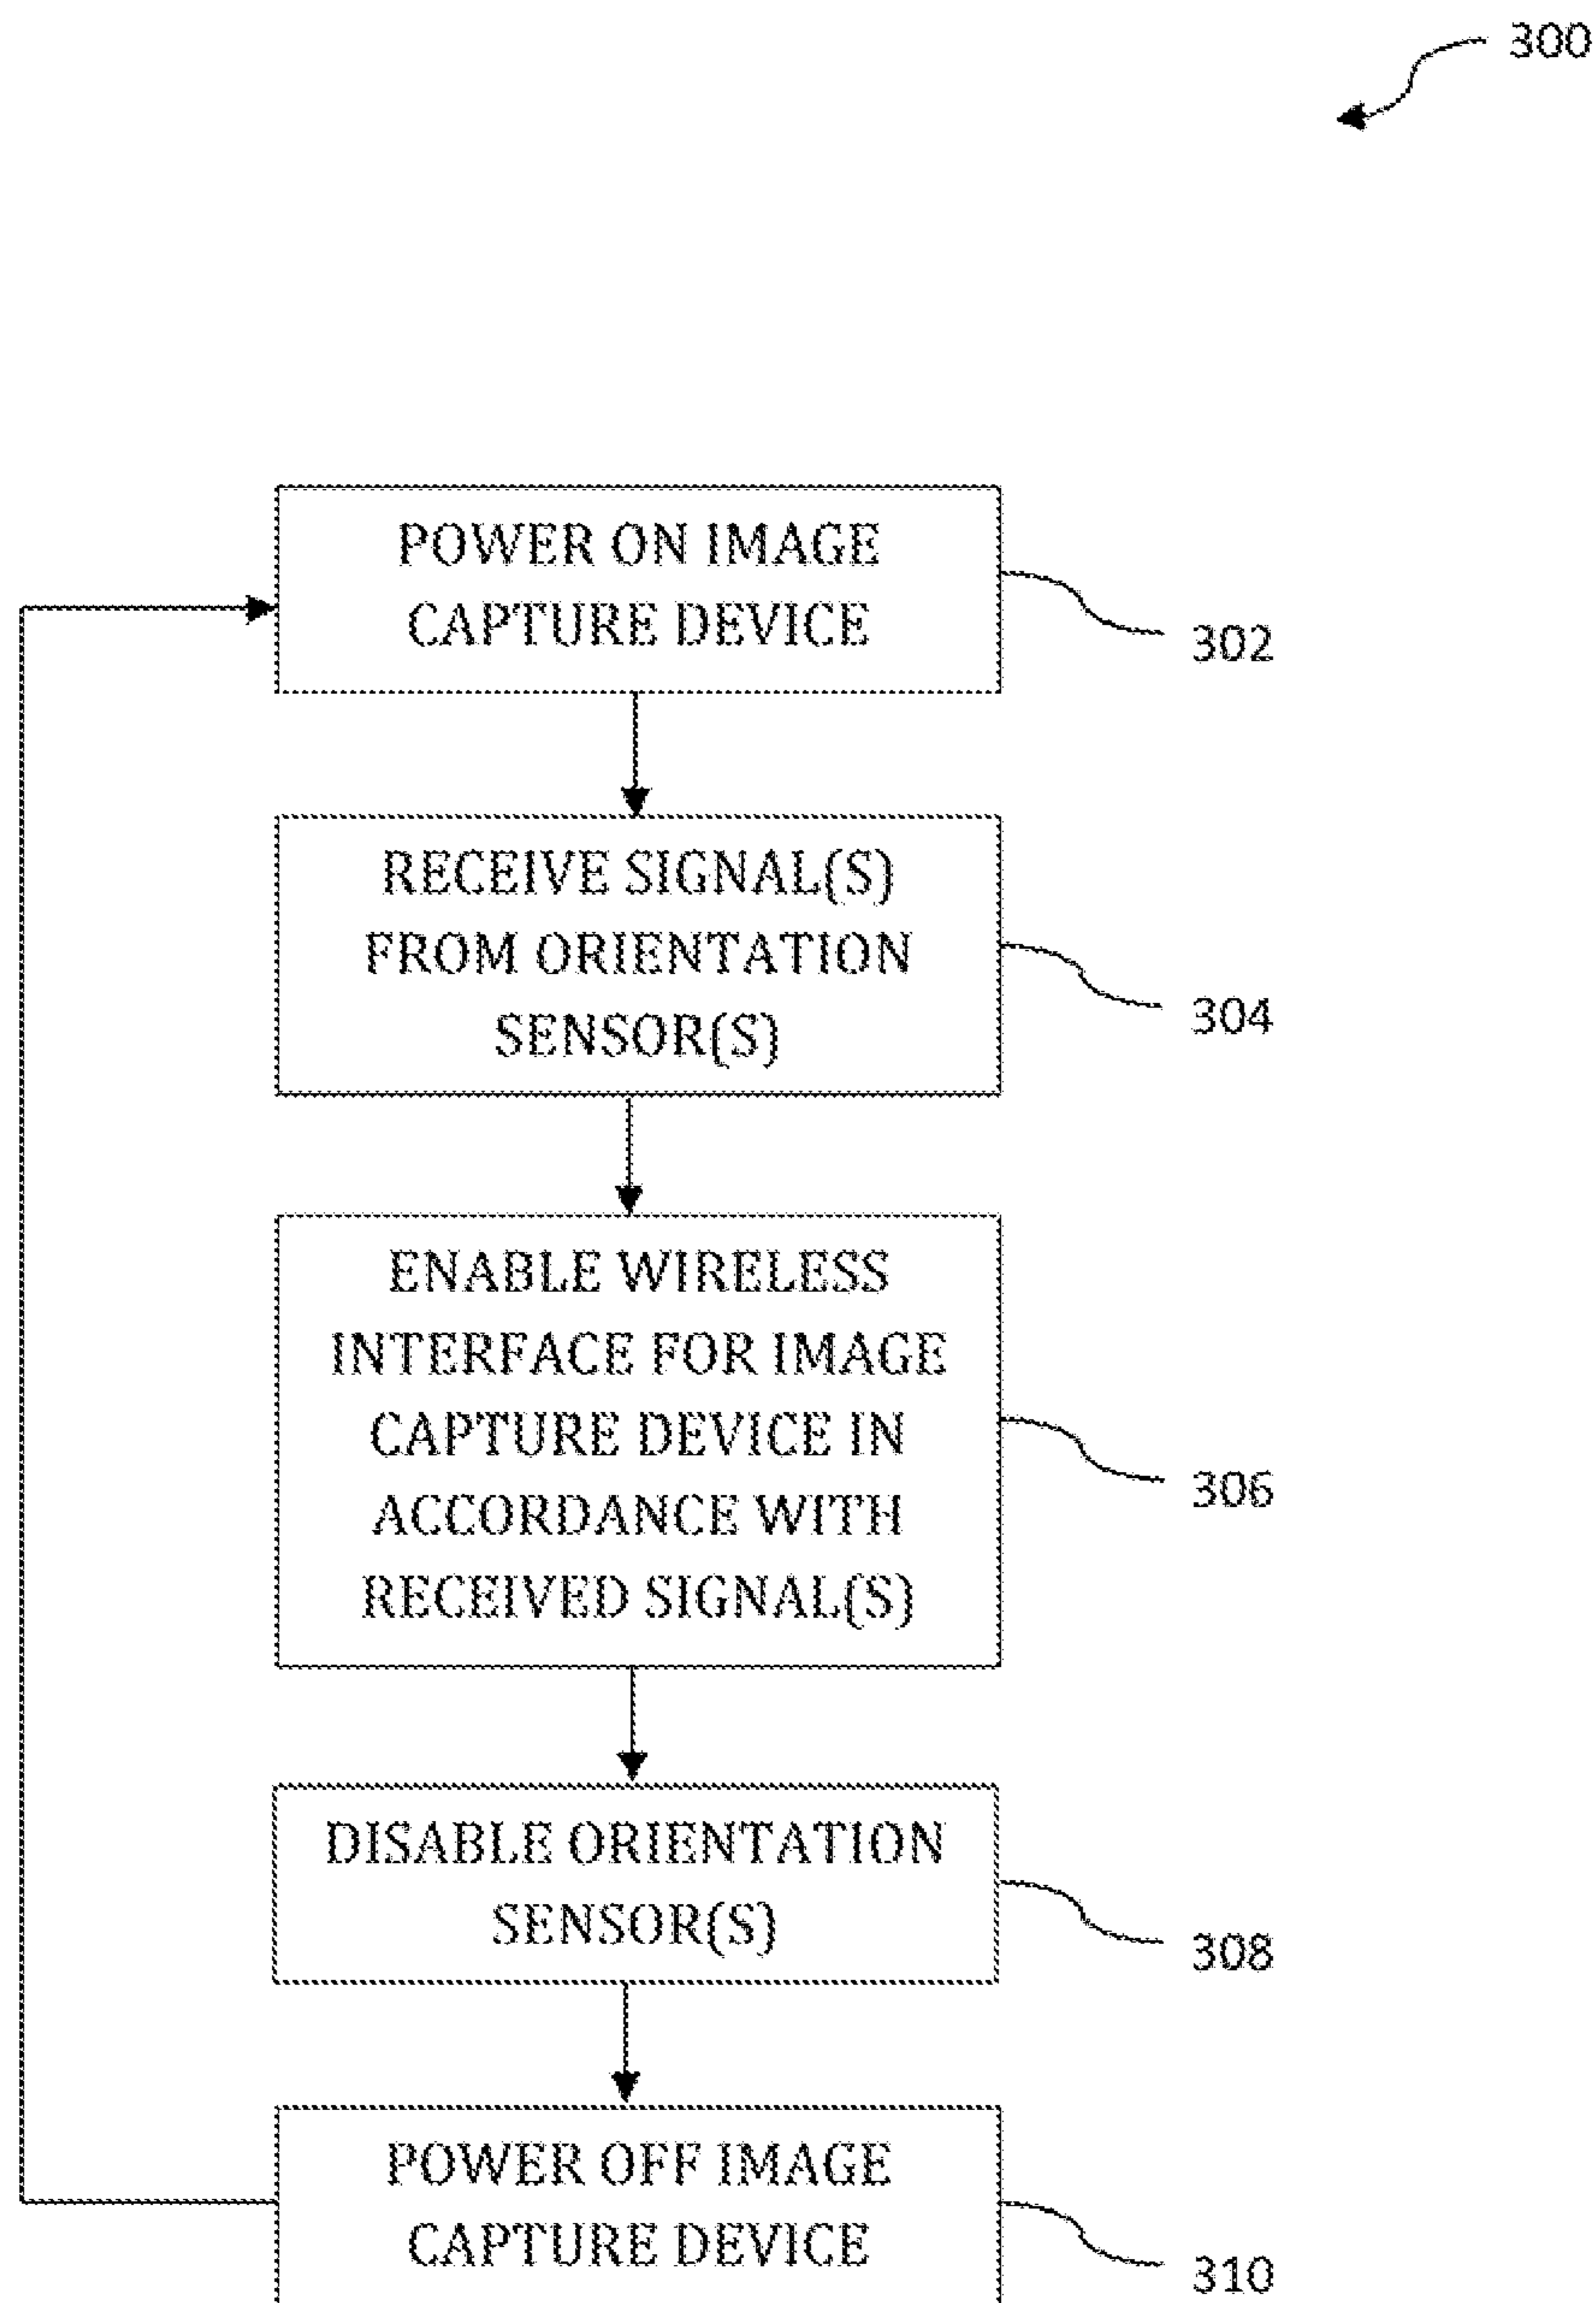 300
POWER ON IMAGE
CAPTURE DEVICE
302
RECEIVE SIGNAL(S)
FROM ORIENTATION
SENSOR(S)
304
ENABLE WIRELESS
INTERFACE FOR IMAGE
CAPTURE DEVICE IN
ACCORDANCE WITH
RECEIVED SIGNAL(S)
306
DISABLE ORIENTATION
SENSOR(S)
308
POWER OFF IMAGE
CAPTURE DEVICE
310